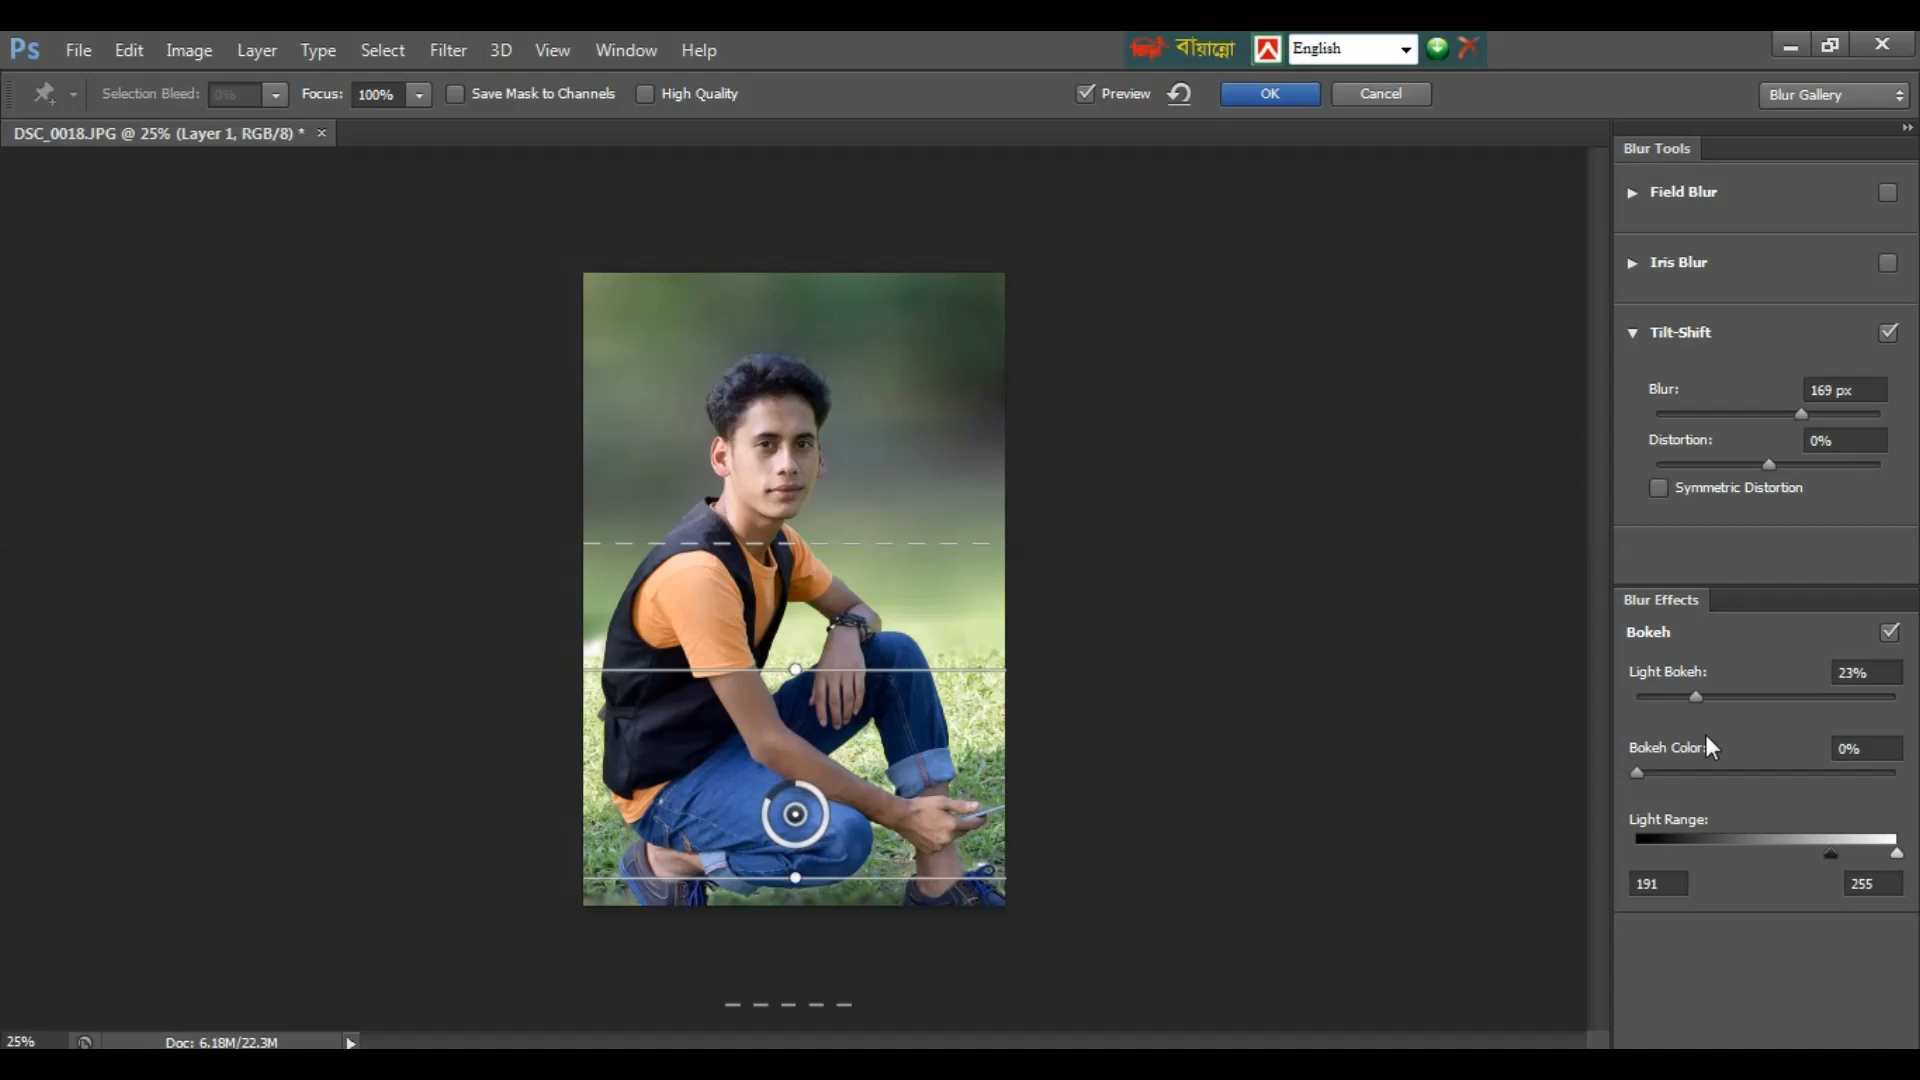 Ps File Edit Image Layer Type Select Filter 3D View Window Help বায়ান্নো English
Selection Bleed: 0% Focus: 100% Save Mask to Channels High Quality Preview OK Cancel Blur Gallery
DSC_0018.JPG @ 25% (Layer 1, RGB/8) *
Blur Tools
Field Blur
Iris Blur
Tilt-Shift
Blur: 169 px
Distortion: 0%
Symmetric Distortion
Blur Effects
Bokeh
Light Bokeh: 23%
Bokeh Color: 0%
Light Range:
191 255
25% Doc: 6.18M/22.3M